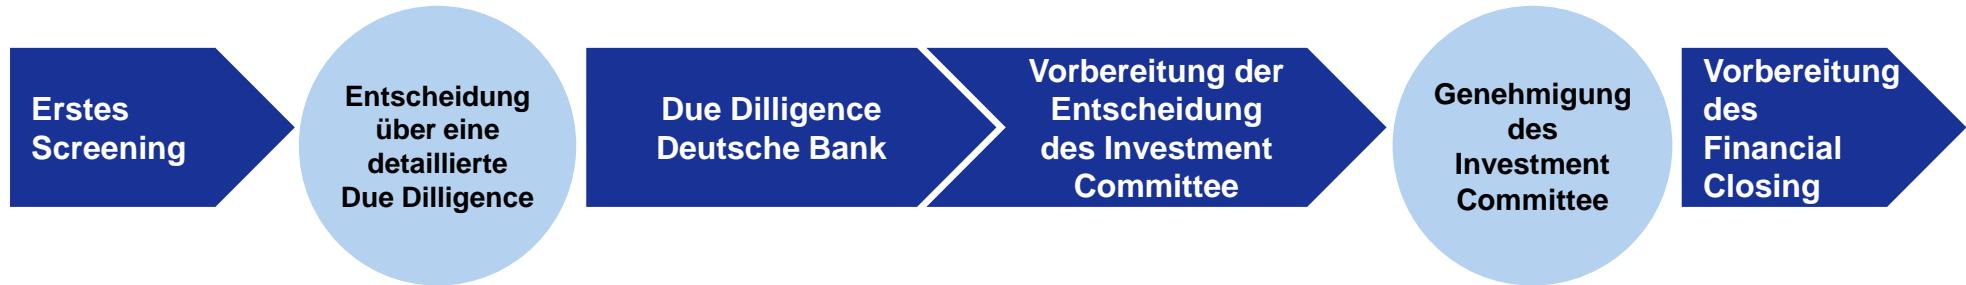 Erstes
Screening
Entscheidung
über eine
detaillierte
Due Dilligence
Due Dilligence
Deutsche Bank
Vorbereitung der
Entscheidung
des Investment
Committee
Genehmigung
des
Investment
Committee
Vorbereitung
des
Financial
Closing